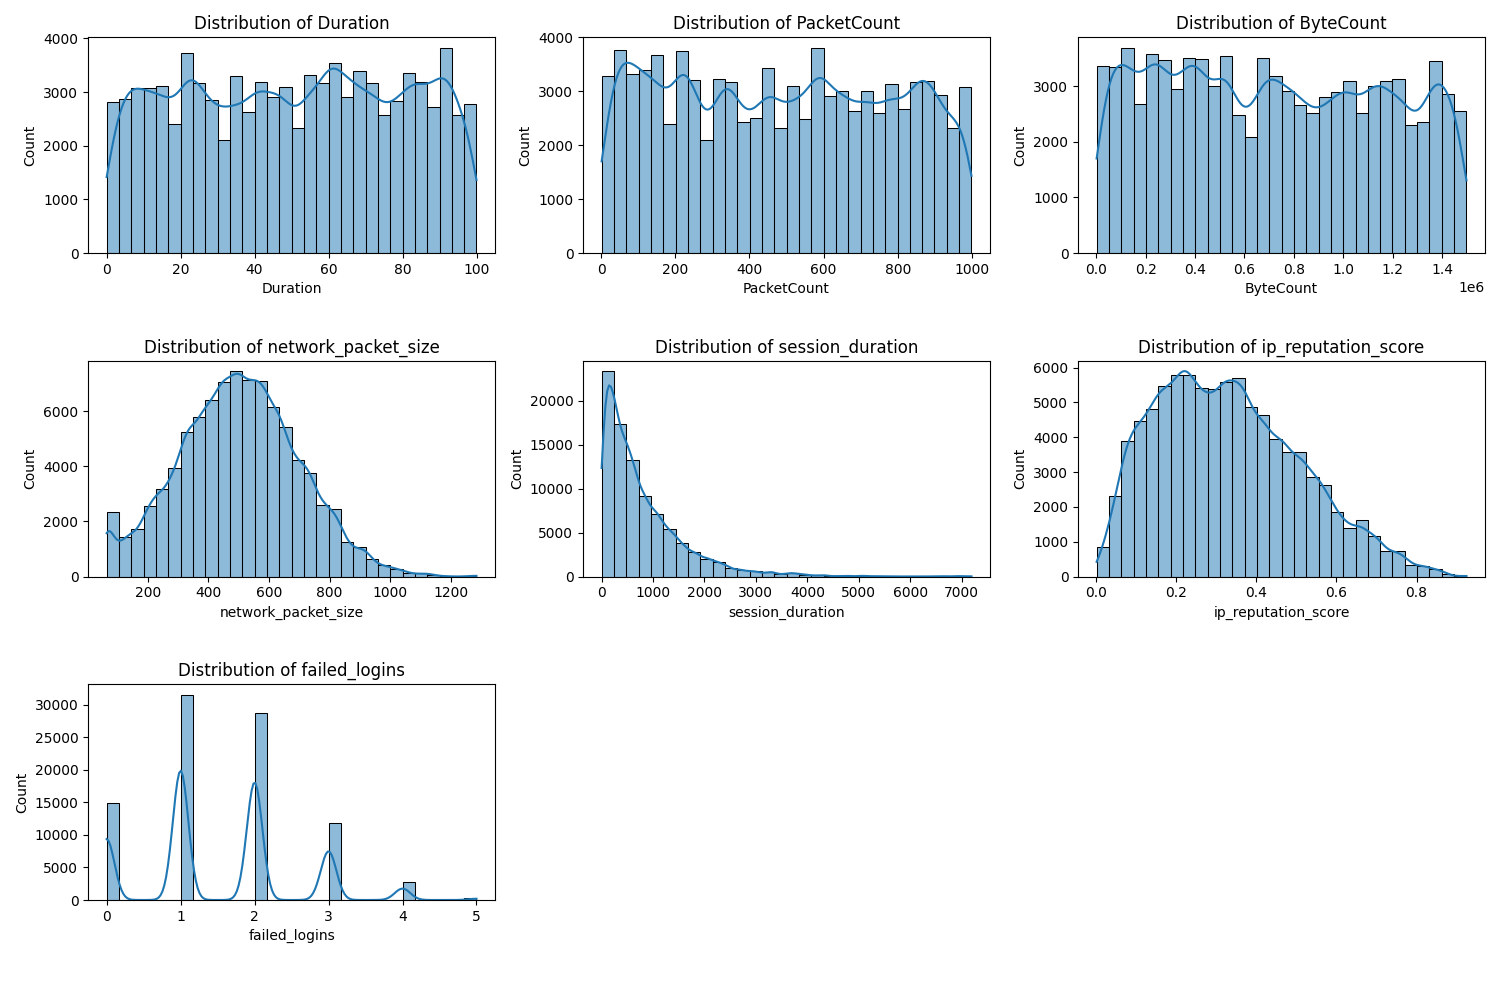 Distribution of Duration
4000
3000
2000
1000
0
Count
0 20 40 60 80 100
Duration
Distribution of PacketCount
4000
3000
2000
1000
0
Count
0 200 400 600 800 1000
PacketCount
Distribution of ByteCount
3000
2000
1000
0
Count
0.0 0.2 0.4 0.6 0.8 1.0 1.2 1.4
1e6
ByteCount
Distribution of network_packet_size
6000
4000
2000
0
Count
200 400 600 800 1000 1200
network_packet_size
Distribution of session_duration
20000
15000
10000
5000
0
Count
0 1000 2000 3000 4000 5000 6000 7000
session_duration
Distribution of ip_reputation_score
6000
5000
4000
3000
2000
1000
0
Count
0.0 0.2 0.4 0.6 0.8
ip_reputation_score
Distribution of failed_logins
30000
25000
20000
15000
10000
5000
0
Count
0 1 2 3 4 5
failed_logins